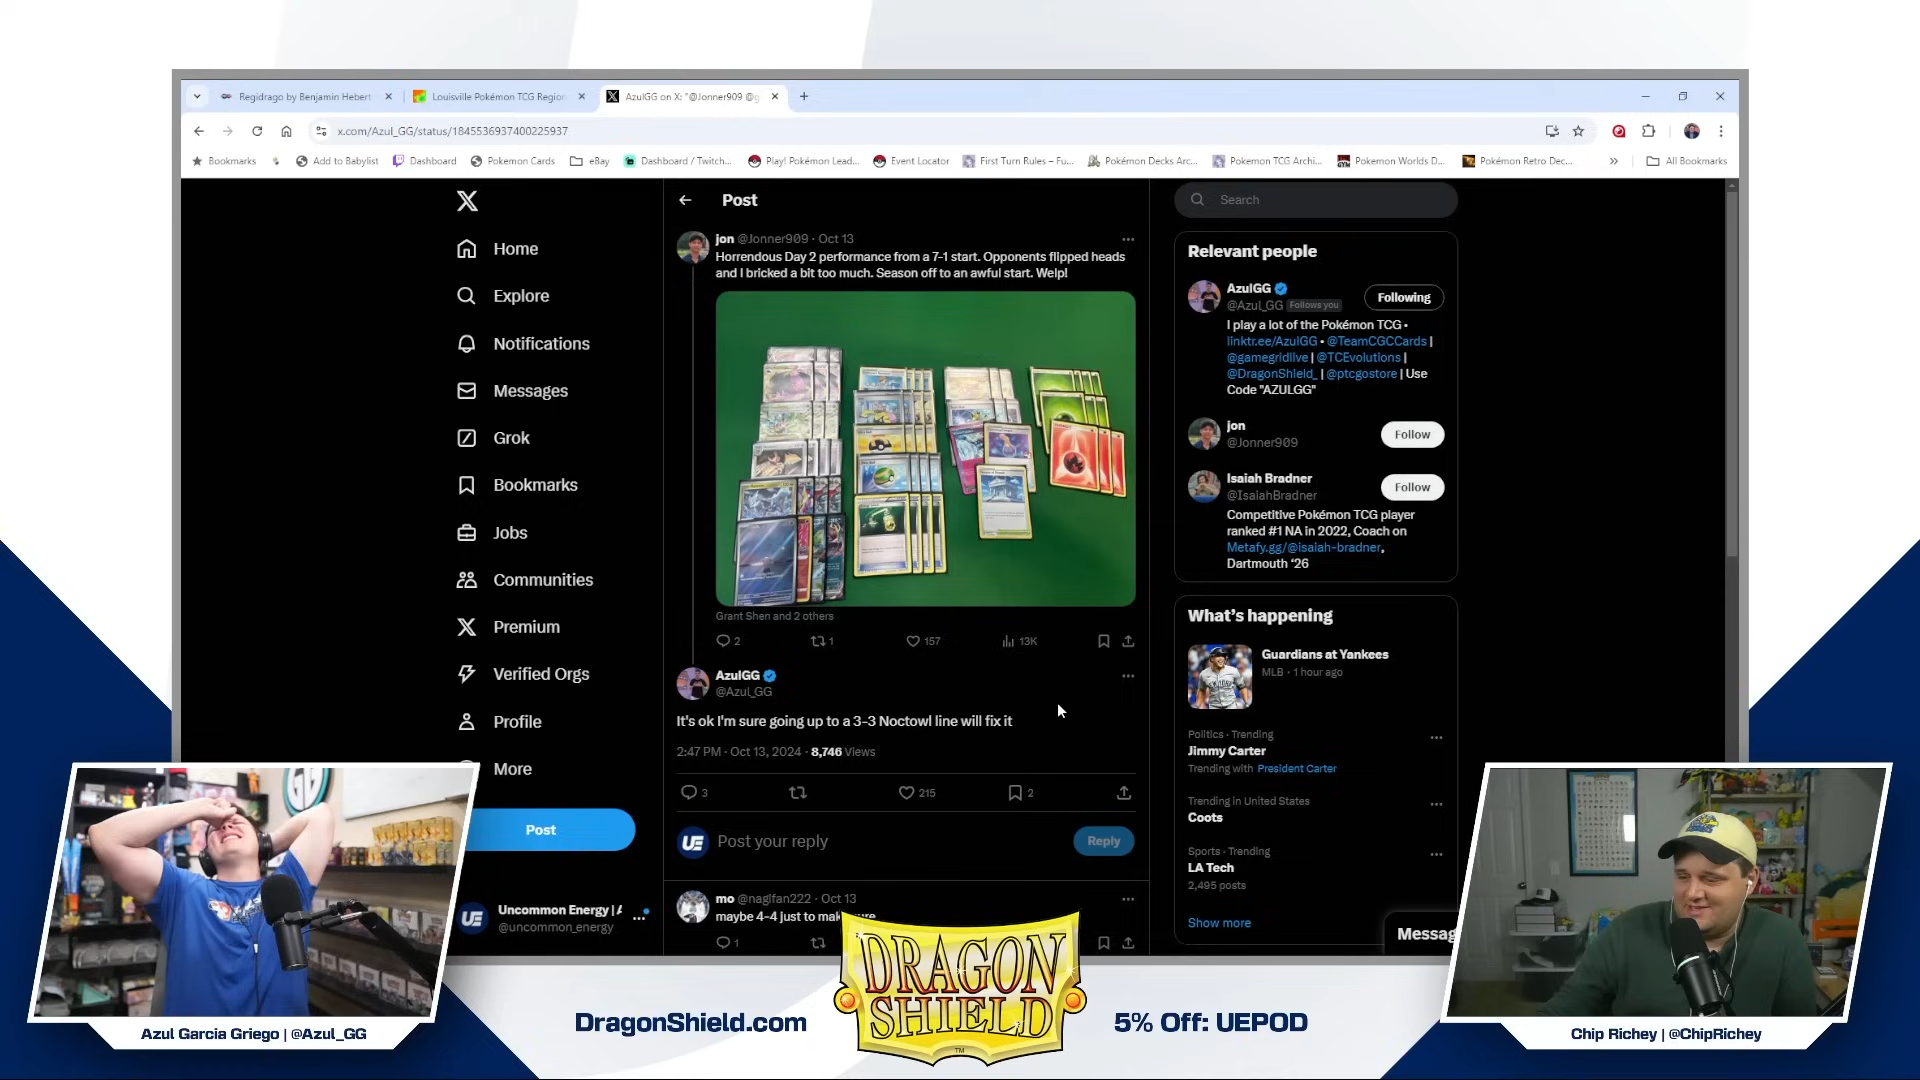 Regidrago by Benjamin Hebert
Louisville Pokémon TCG Region
AzulGG on X: "@Jonner909 @g
x.com/Azul_GG/status/1845536937400225937
Bookmarks
Add to Babylist
Dashboard
Pokemon Cards
eBay
Dashboard / Twitch...
Play! Pokémon Lead...
Event Locator
First Turn Rules – Fu...
Pokémon Decks Arc...
Pokemon TCG Archi...
Pokemon Worlds D...
Pokémon Retro Dec...
All Bookmarks
Home
Explore
Notifications
Messages
Grok
Bookmarks
Jobs
Communities
Premium
Verified Orgs
Profile
More
Post
Uncommon Energy | A
@uncommon_energy
Post
jon @Jonner909 · Oct 13
Horrendous Day 2 performance from a 7-1 start. Opponents flipped heads
and I bricked a bit too much. Season off to an awful start. Welp!
Grant Shen and 2 others
2
1
157
13K
AzulGG
@Azul_GG
It's ok I'm sure going up to a 3-3 Noctowl line will fix it
2:47 PM · Oct 13, 2024 · 8,746 Views
3
215
2
UE Post your reply
Reply
mo @naglfan222 · Oct 13
maybe 4-4 just to make sure
1
Search
Relevant people
AzulGG
@Azul_GG Follows you
Following
I play a lot of the Pokémon TCG •
linktr.ee/AzulGG • @TeamCGCCards |
@gamegridlive | @TCEvolutions |
@DragonShield_ | @ptcgostore | Use
Code "AZULGG"
jon
@Jonner909
Follow
Isaiah Bradner
@IsaiahBradner
Follow
Competitive Pokémon TCG player
ranked #1 NA in 2022, Coach on
Metafy.gg/@isaiah-bradner,
Dartmouth '26
What's happening
Guardians at Yankees
MLB · 1 hour ago
Politics · Trending
Jimmy Carter
Trending with President Carter
Trending in United States
Coots
Sports · Trending
LA Tech
2,495 posts
Show more
Messag
Azul Garcia Griego | @Azul_GG
DragonShield.com
DRAGON
SHIELD
TM
5% Off: UEPOD
Chip Richey | @ChipRichey